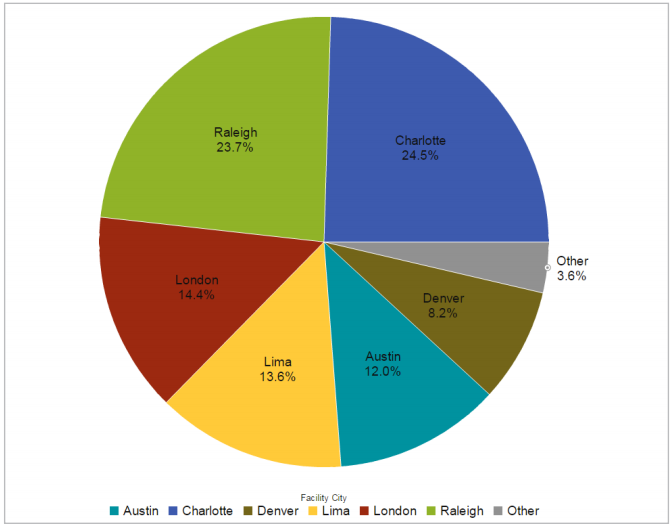 Raleigh
23.7%
Charlotte
24.5%
London
14.4%
Other
3.6%
Denver
8.2%
Lima
13.6%
Austin
12.0%
Facility City
Austin Charlotte Denver Lima London Raleigh Other